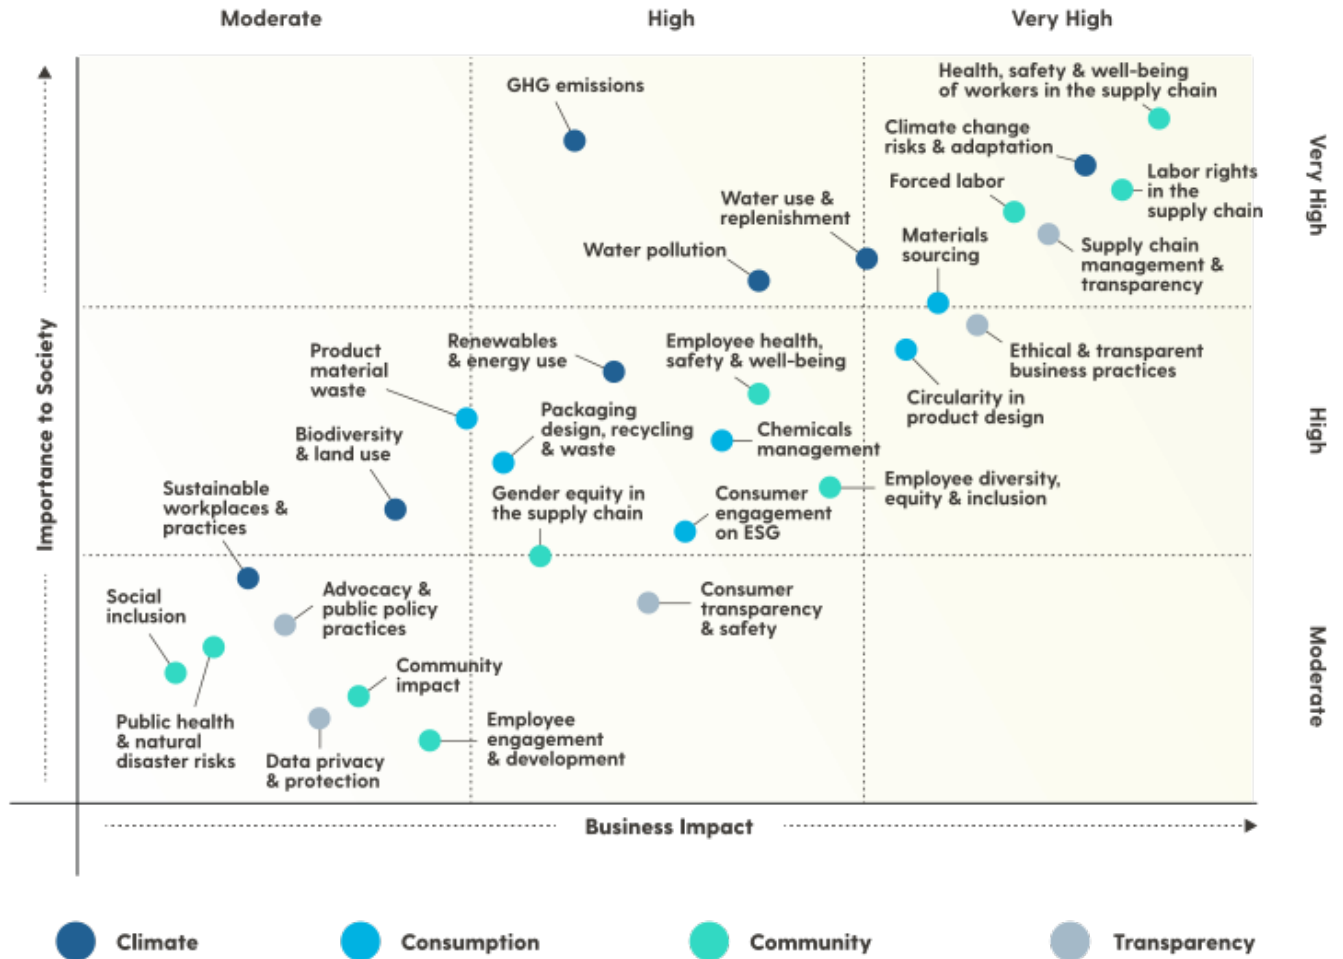 Moderate
High
Very High
GHG emissions
Health, safety & well-being
of workers in the supply chain
Climate change
risks & adaptation
Labor rights
in the
supply chain
Forced labor
Water use &
replenishment
Water pollution
Materials
sourcing
Supply chain
management &
transparency
Very High
Importance to Society
Product
material
waste
Renewables
& energy use
Employee health,
safety & well-being
Ethical & transparent
business practices
Circularity in
product design
Biodiversity
& land use
Packaging
design, recycling
& waste
Chemicals
management
High
Sustainable
workplaces &
practices
Gender equity in
the supply chain
Consumer
engagement
on ESG
Employee diversity,
equity & inclusion
Social
inclusion
Advocacy &
public policy
practices
Consumer
transparency
& safety
Moderate
Community
impact
Public health
& natural
disaster risks
Data privacy
& protection
Employee
engagement
& development
Business Impact
Climate
Consumption
Community
Transparency